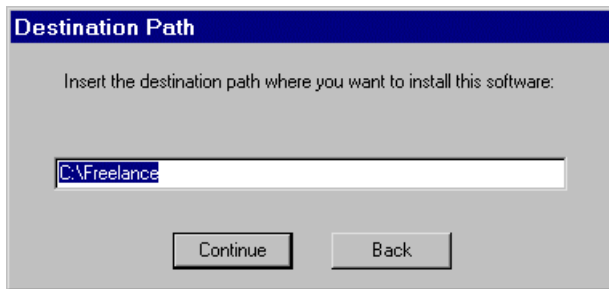 Destination Path
Insert the destination path where you want to install this software:
C:\Freelance
Continue
Back